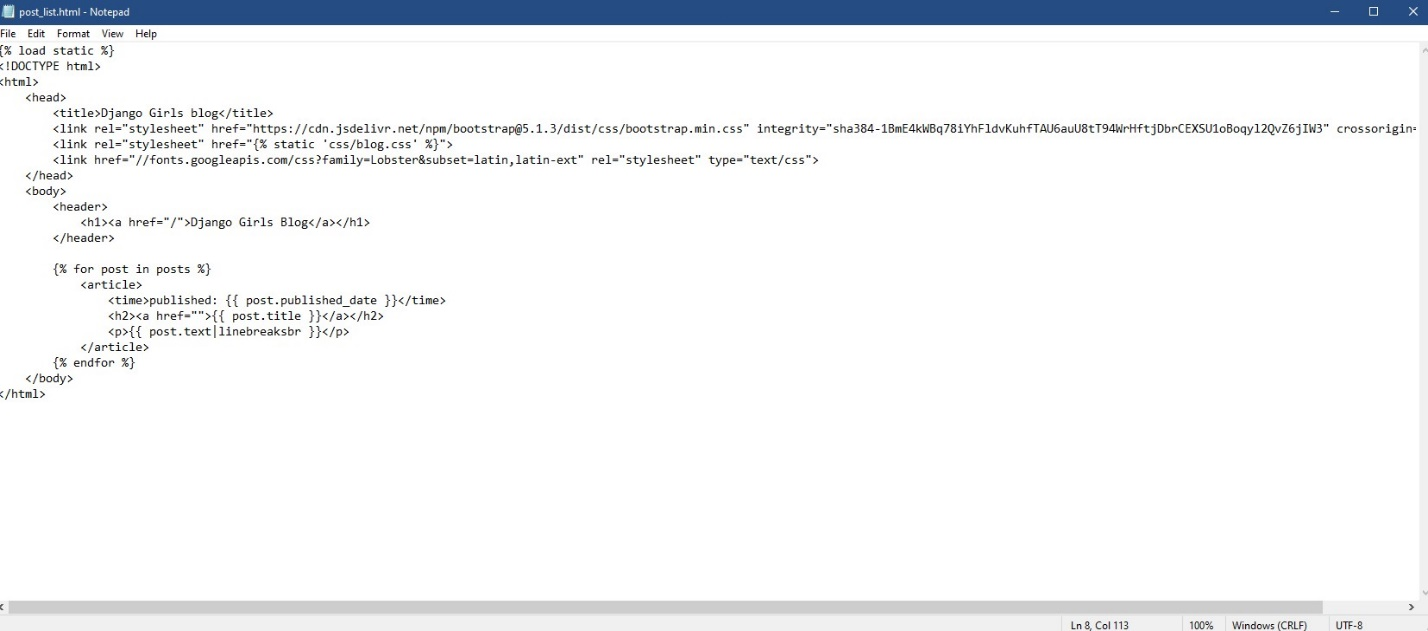 post_list.html - Notepad
File Edit Format View Help
{% load static %}
<!DOCTYPE html>
<html>
    <head>
        <title>Django Girls blog</title>
        <link rel="stylesheet" href="https://cdn.jsdelivr.net/npm/bootstrap@5.1.3/dist/css/bootstrap.min.css" integrity="sha384-1BmE4kWBq78iYhFldvKuhfTAU6auU8tT94WrHftjDbrCEXSU1oBoqyl2QvZ6jIW3" crossorigin=
        <link rel="stylesheet" href="{% static 'css/blog.css' %}">
        <link href="//fonts.googleapis.com/css?family=Lobster&subset=latin,latin-ext" rel="stylesheet" type="text/css">
    </head>
    <body>
        <header>
            <h1><a href="/">Django Girls Blog</a></h1>
        </header>

        {% for post in posts %}
            <article>
                <time>published: {{ post.published_date }}</time>
                <h2><a href="">{{ post.title }}</a></h2>
                <p>{{ post.text|linebreaksbr }}</p>
            </article>
        {% endfor %}
    </body>
</html>
Ln 8, Col 113 100% Windows (CRLF) UTF-8